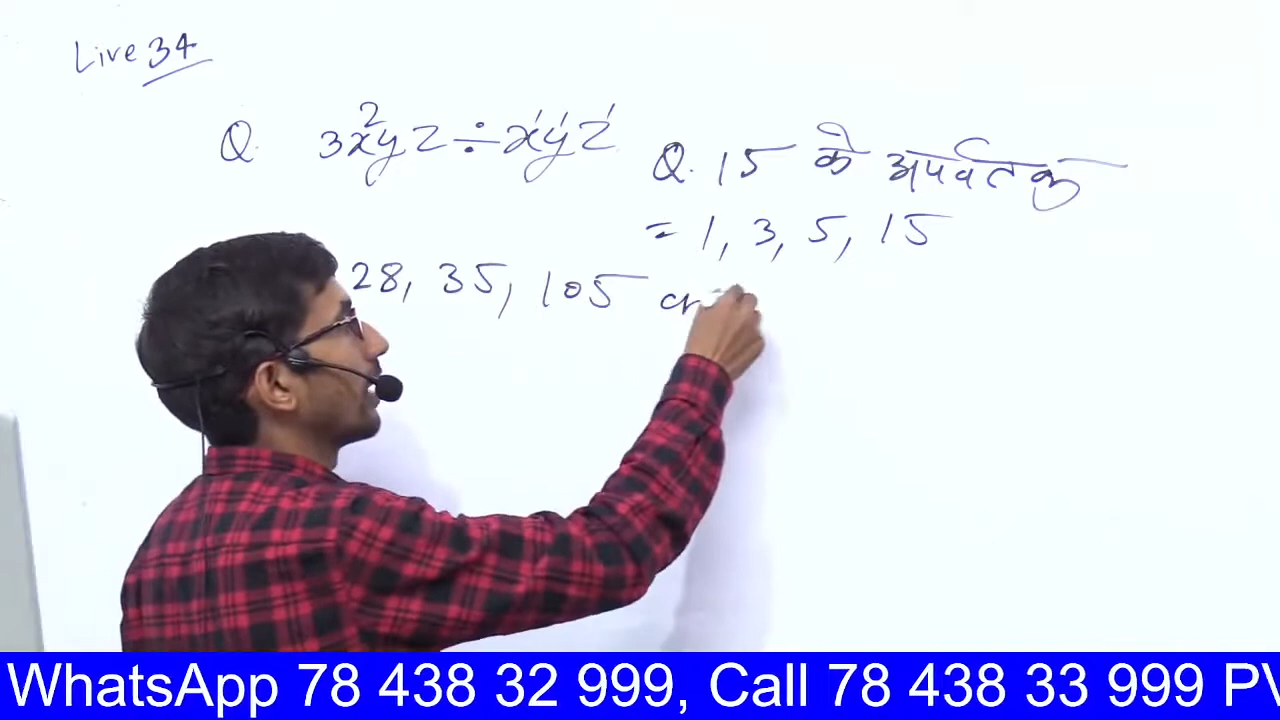 Live 34
Q. 3x²yz ÷ x¹y¹z¹
Q. 15 के अपवर्तक
= 1, 3, 5, 15
28, 35, 105
WhatsApp 78 438 32 999, Call 78 438 33 999 PV